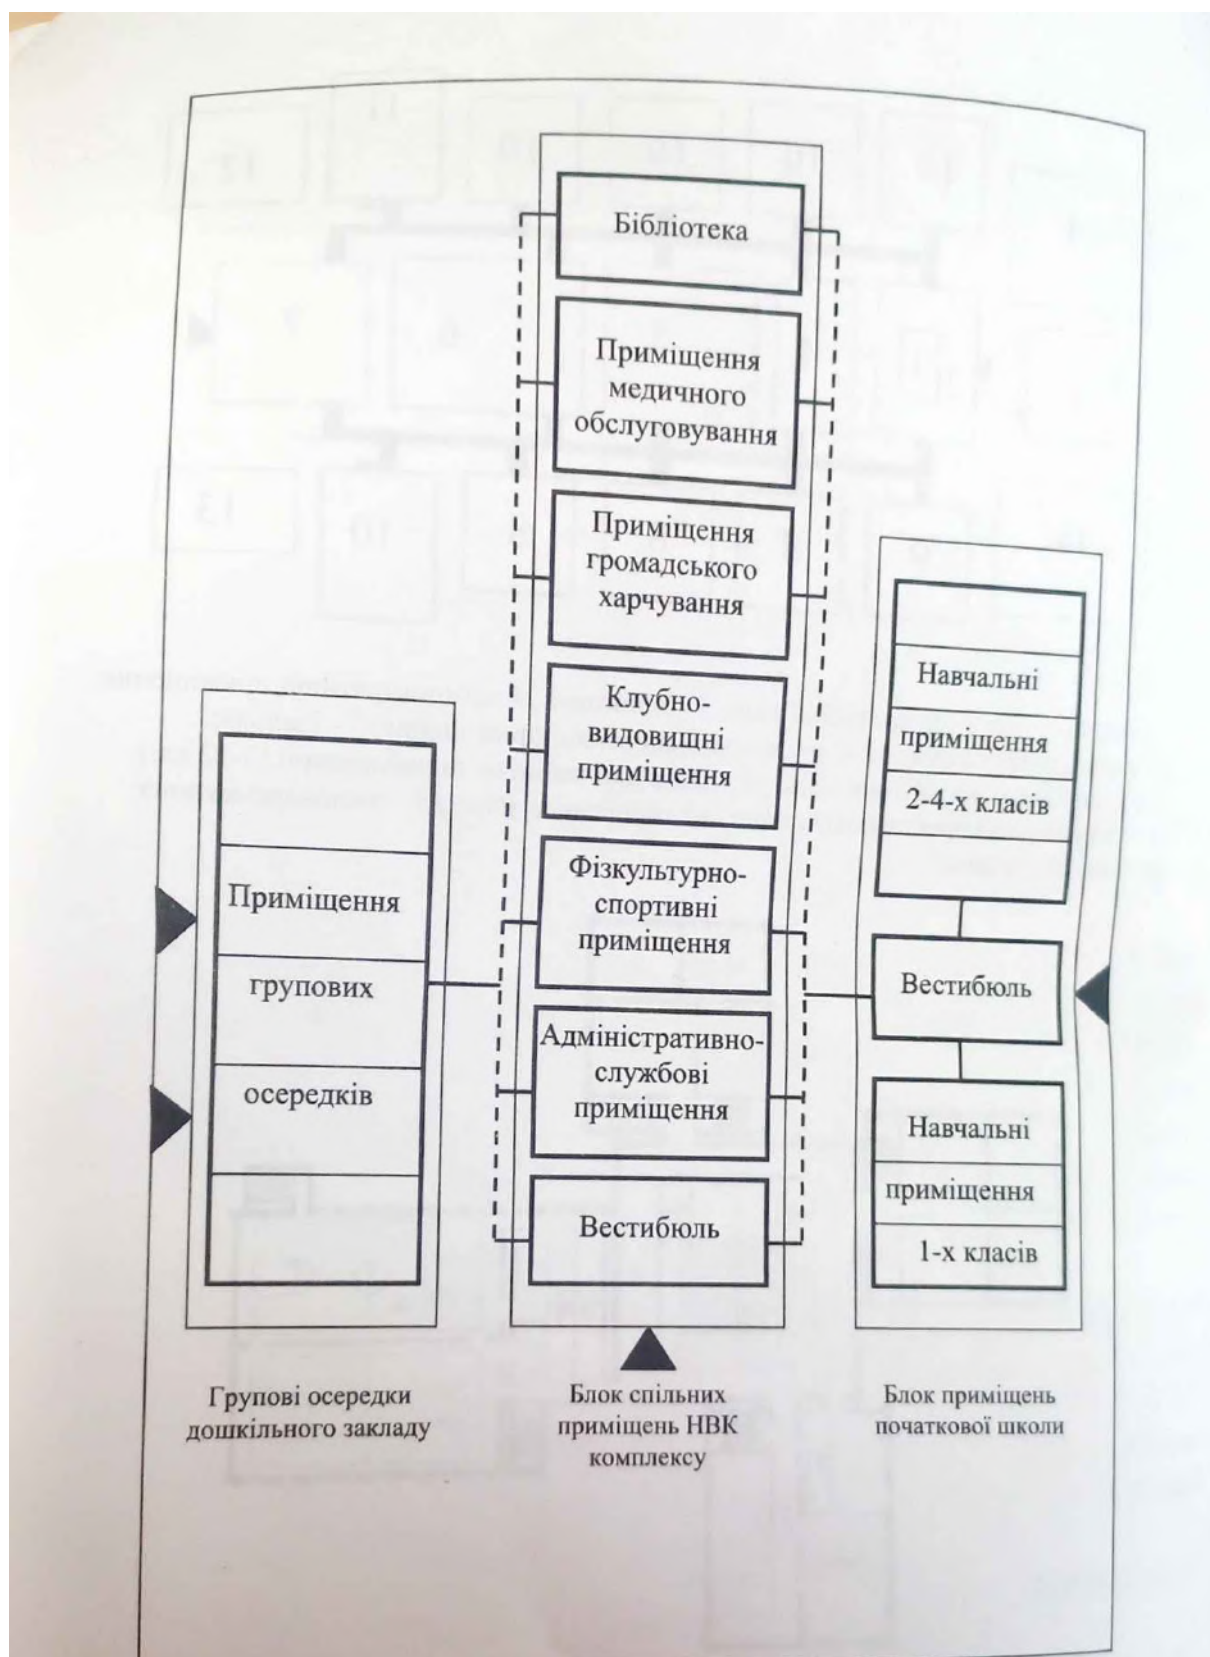 Бібліотека
Приміщення
медичного
обслуговування
Приміщення
громадського
харчування
Клубно-
видовищні
приміщення
Фізкультурно-
спортивні
приміщення
Адміністративно-
службові
приміщення
Вестибюль
Приміщення
групових
осередків
Навчальні
приміщення
2-4-х класів
Вестибюль
Навчальні
приміщення
1-х класів
Групові осередки
дошкільного закладу
Блок спільних
приміщень НВК
комплексу
Блок приміщень
початкової школи